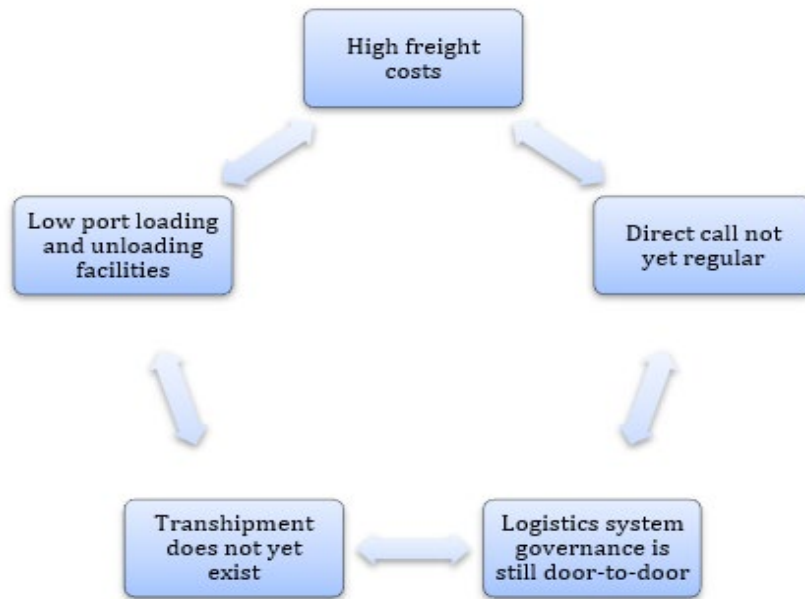 High freight
costs
Low port loading
and unloading
facilities
Direct call not
yet regular
Transhipment
does not yet
exist
Logistics system
governance is
still door-to-door